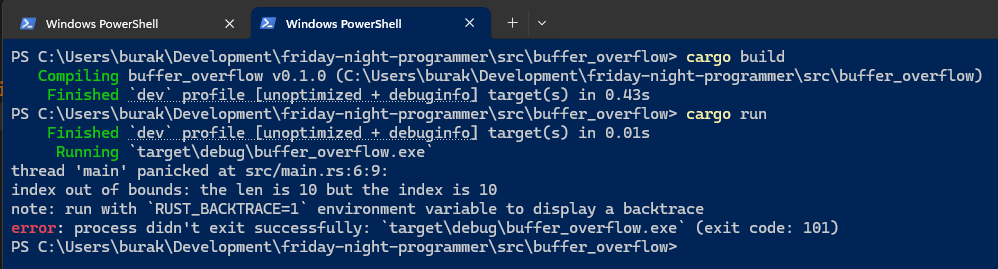 Windows PowerShell
Windows PowerShell
PS C:\Users\burak\Development\friday-night-programmer\src\buffer_overflow> cargo build
   Compiling buffer_overflow v0.1.0 (C:\Users\burak\Development\friday-night-programmer\src\buffer_overflow)
    Finished `dev` profile [unoptimized + debuginfo] target(s) in 0.43s
PS C:\Users\burak\Development\friday-night-programmer\src\buffer_overflow> cargo run
    Finished `dev` profile [unoptimized + debuginfo] target(s) in 0.01s
     Running `target\debug\buffer_overflow.exe`
thread 'main' panicked at src/main.rs:6:9:
index out of bounds: the len is 10 but the index is 10
note: run with `RUST_BACKTRACE=1` environment variable to display a backtrace
error: process didn't exit successfully: `target\debug\buffer_overflow.exe` (exit code: 101)
PS C:\Users\burak\Development\friday-night-programmer\src\buffer_overflow>